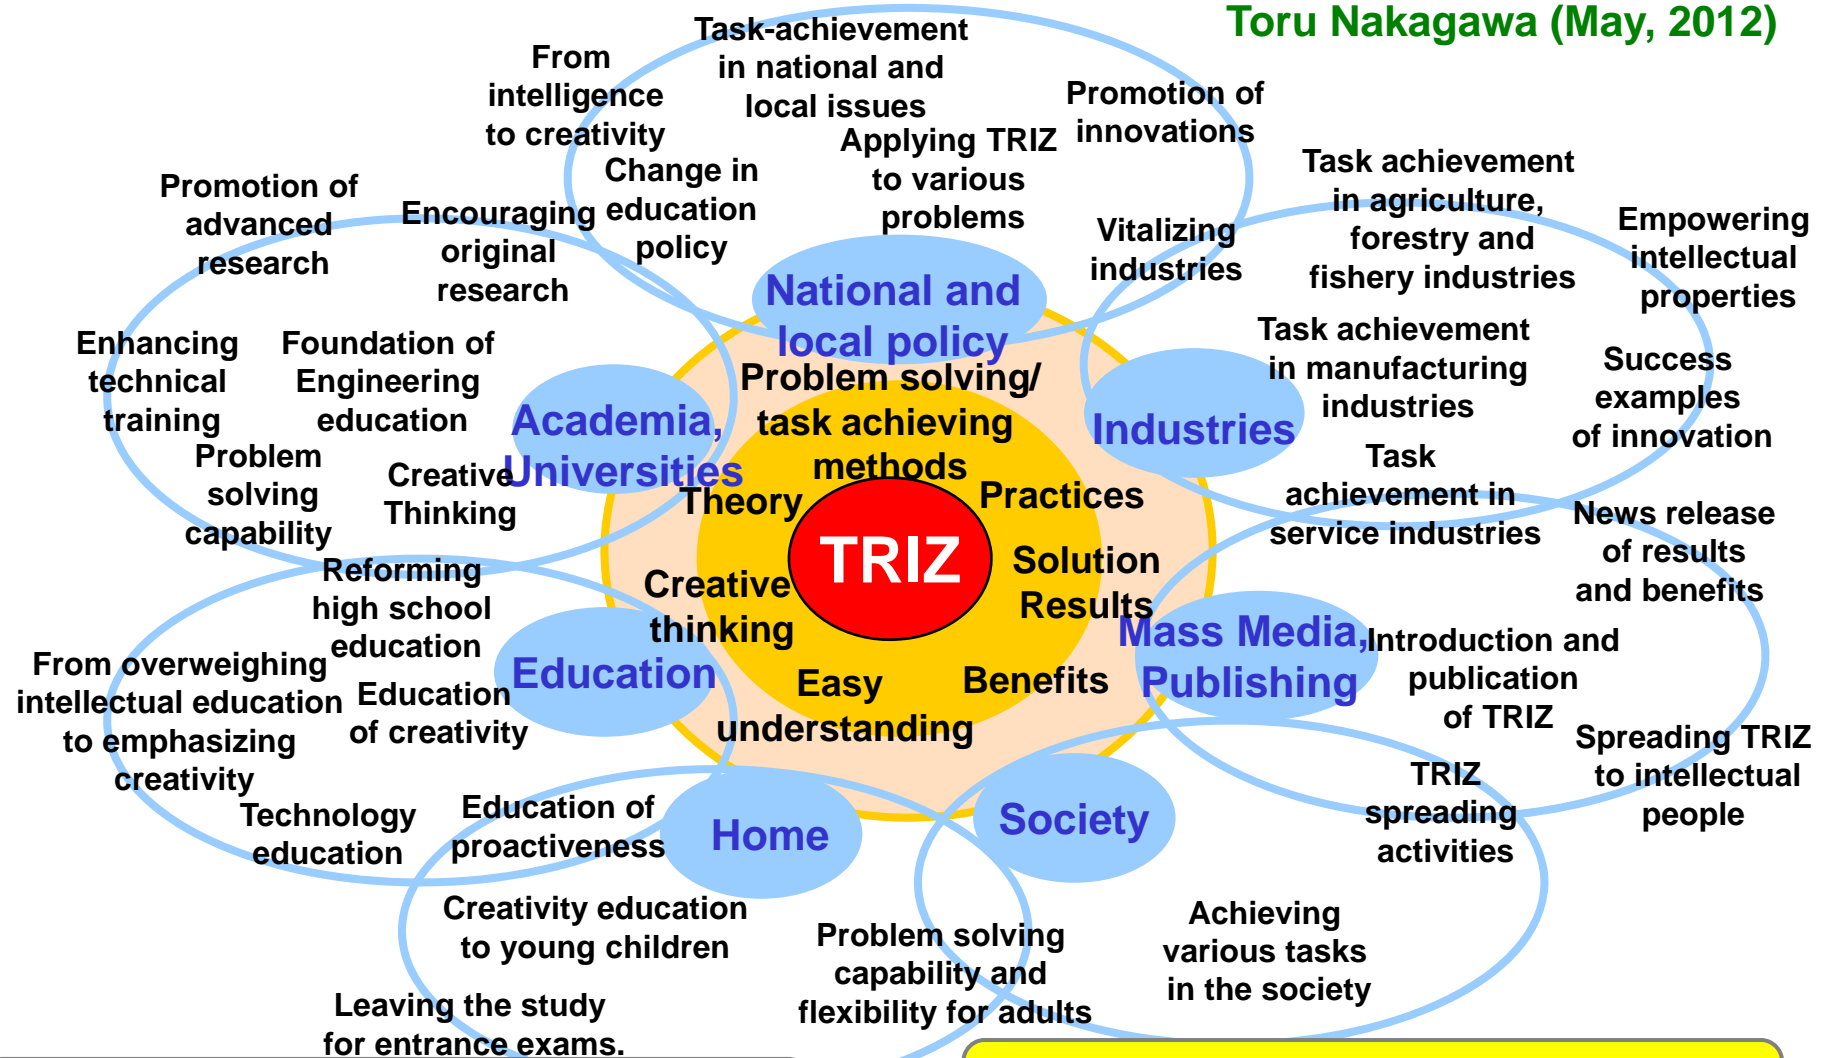 Toru Nakagawa (May, 2012)
Task-achievement
in national and
local issues
From
intelligence
to creativity
Promotion of
innovations
Applying TRIZ
to various
problems
Change in
education
policy
Vitalizing
industries
National and
local policy
Promotion of
advanced
research
Encouraging
original
research
Enhancing
technical
training
Foundation of
Engineering
education
Problem
solving
capability
Creative
Thinking
Academia,
Universities
Task achievement
in agriculture,
forestry and
fishery industries
Empowering
intellectual
properties
Task achievement
in manufacturing
industries
Success
examples
of innovation
Task
achievement in
service industries
Industries
Problem solving/
task achieving
methods
Theory
Practices
TRIZ
Creative
thinking
Solution
Results
Easy
understanding
Benefits
News release
of results
and benefits
Mass Media,
Publishing
Introduction and
publication
of TRIZ
Spreading TRIZ
to intellectual
people
Reforming
high school
education
From overweighing
intellectual education
to emphasizing
creativity
Education
of creativity
Education
Technology
education
Education of
proactiveness
Home
Creativity education
to young children
Leaving the study
for entrance exams.
Society
TRIZ
spreading
activities
Problem solving
capability and
flexibility for adults
Achieving
various tasks
in the society